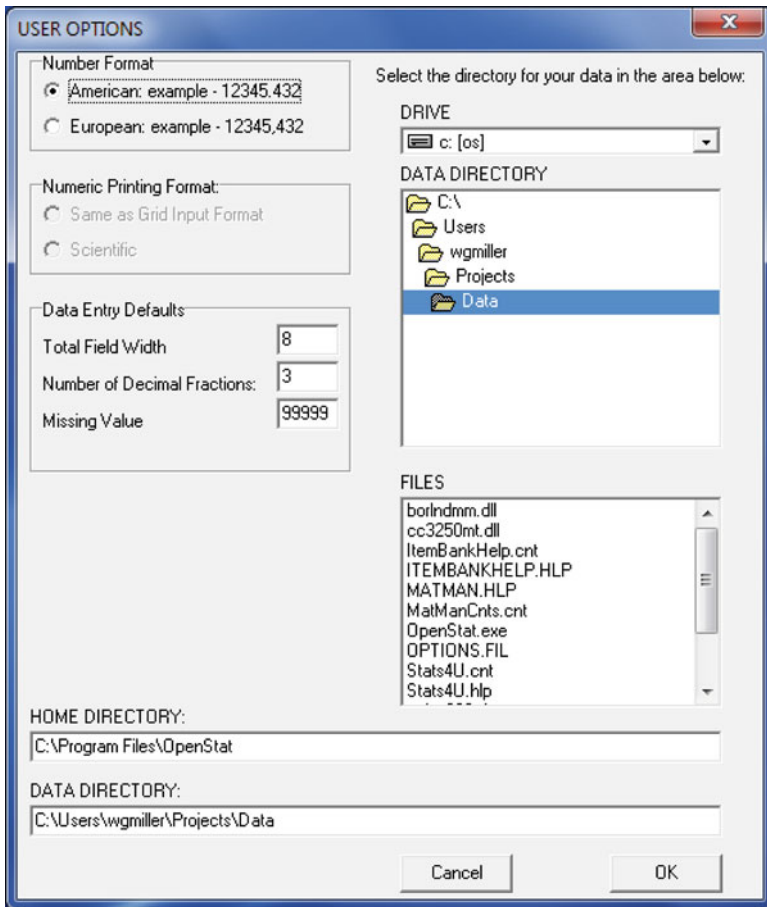 USER OPTIONS
Number Format
American: example - 12345.432
European: example - 12345,432
Numeric Printing Format:
Same as Grid Input Format
Scientific
Data Entry Defaults
Total Field Width 8
Number of Decimal Fractions: 3
Missing Value 99999
Select the directory for your data in the area below:
DRIVE
c: [os]
DATA DIRECTORY
C:\
Users
wgmiller
Projects
Data
FILES
borlndmm.dll
cc3250mt.dll
ItemBankHelp.cnt
ITEMBANKHELP.HLP
MATMAN.HLP
MatManCnts.cnt
OpenStat.exe
OPTIONS.FIL
Stats4U.cnt
Stats4U.hlp
HOME DIRECTORY:
C:\Program Files\OpenStat
DATA DIRECTORY:
C:\Users\wgmiller\Projects\Data
Cancel OK